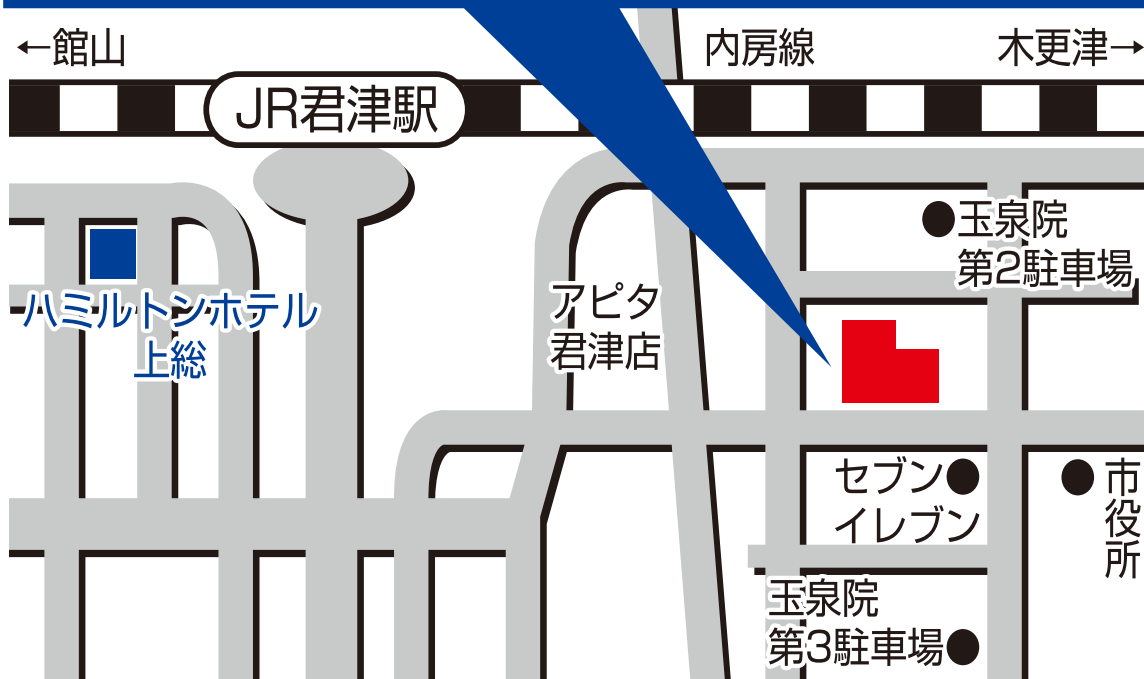 ←館山
内房線
木更津→
JR君津駅
玉泉院
第2駐車場
ハミルトンホテル
上総
アピタ
君津店
セブン
イレブン
市役所
玉泉院
第3駐車場